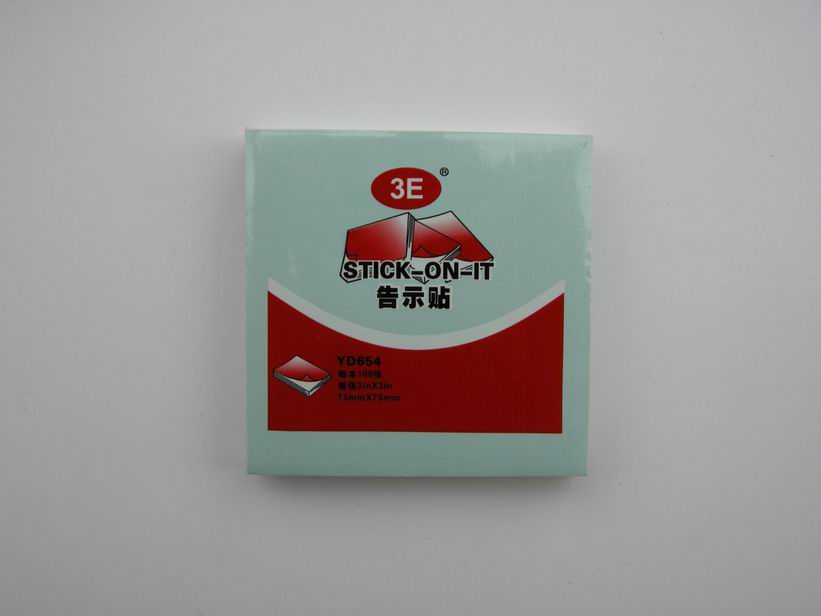 3E®
STICK-ON-IT
告示贴
YD654
每本100张
每张3inX3in
75mmX75mm